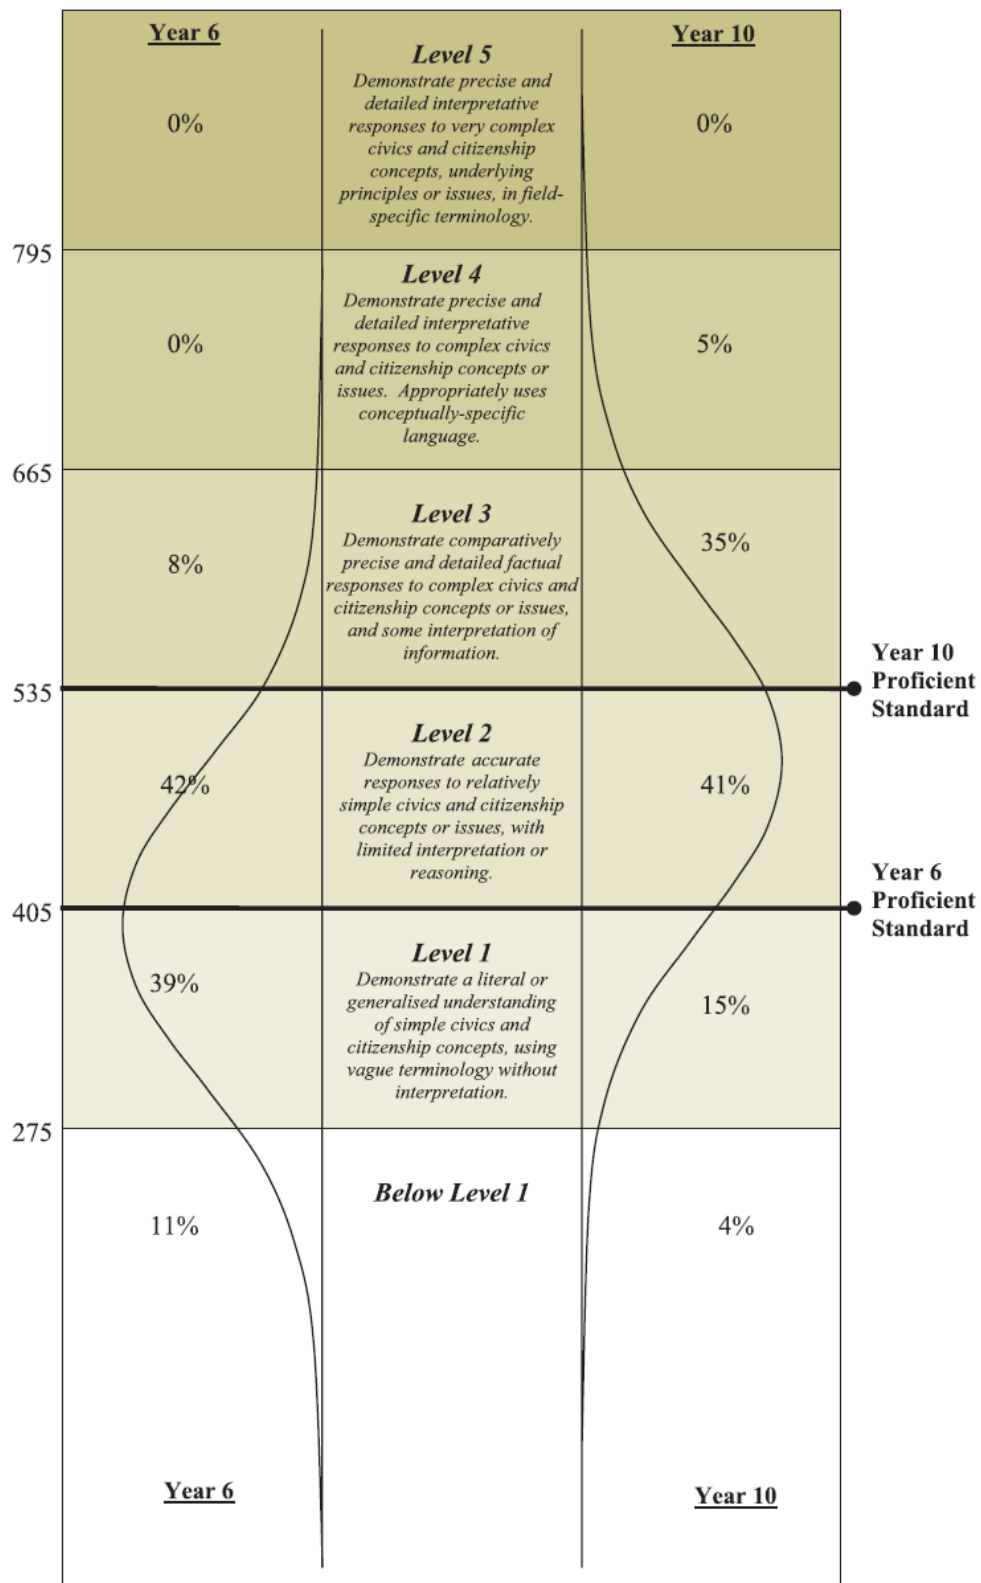 Year 6
Year 10
Level 5
Demonstrate precise and
detailed interpretative
responses to very complex
civics and citizenship
concepts, underlying
principles or issues, in field-
specific terminology.
0%
0%
795
Level 4
Demonstrate precise and
detailed interpretative
responses to complex civics
and citizenship concepts or
issues. Appropriately uses
conceptually-specific
language.
0%
5%
665
Level 3
Demonstrate comparatively
precise and detailed factual
responses to complex civics and
citizenship concepts or issues,
and some interpretation of
information.
8%
35%
Year 10
Proficient
Standard
535
Level 2
Demonstrate accurate
responses to relatively
simple civics and citizenship
concepts or issues, with
limited interpretation or
reasoning.
42%
41%
Year 6
Proficient
Standard
405
Level 1
Demonstrate a literal or
generalised understanding
of simple civics and
citizenship concepts, using
vague terminology without
interpretation.
39%
15%
275
Below Level 1
11%
4%
Year 6
Year 10